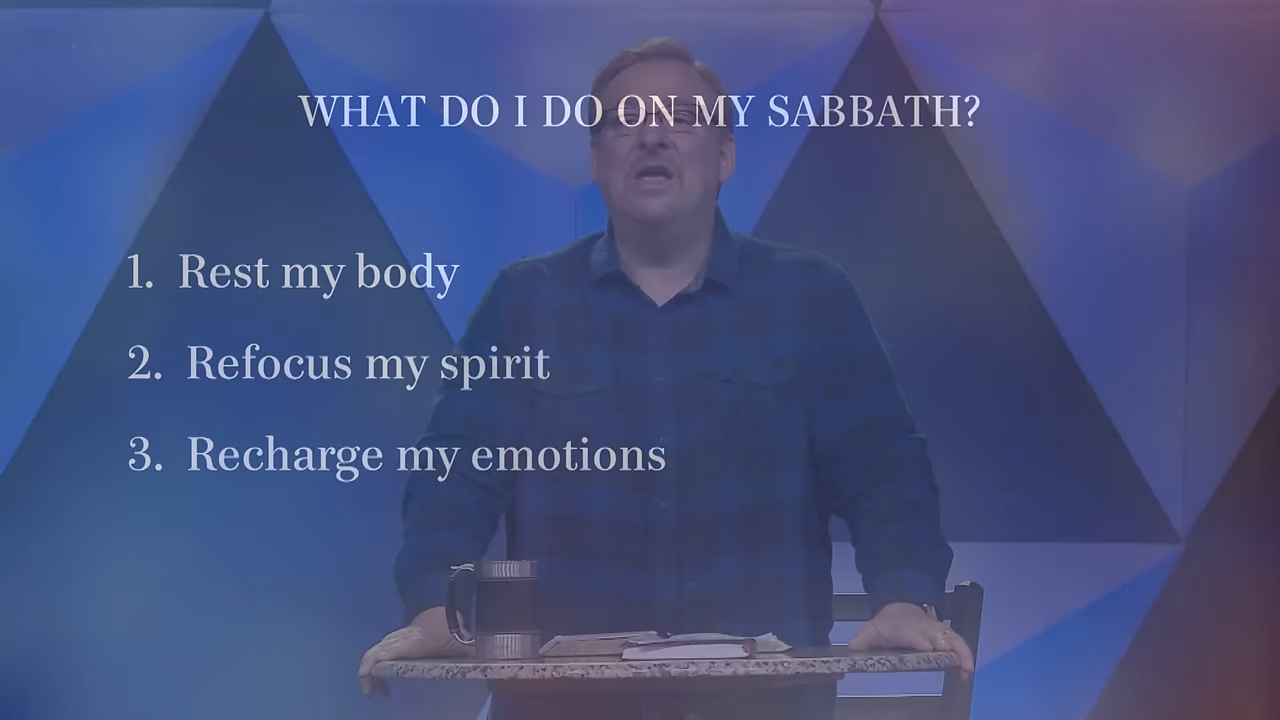 WHAT DO I DO ON MY SABBATH?
1. Rest my body
2. Refocus my spirit
3. Recharge my emotions